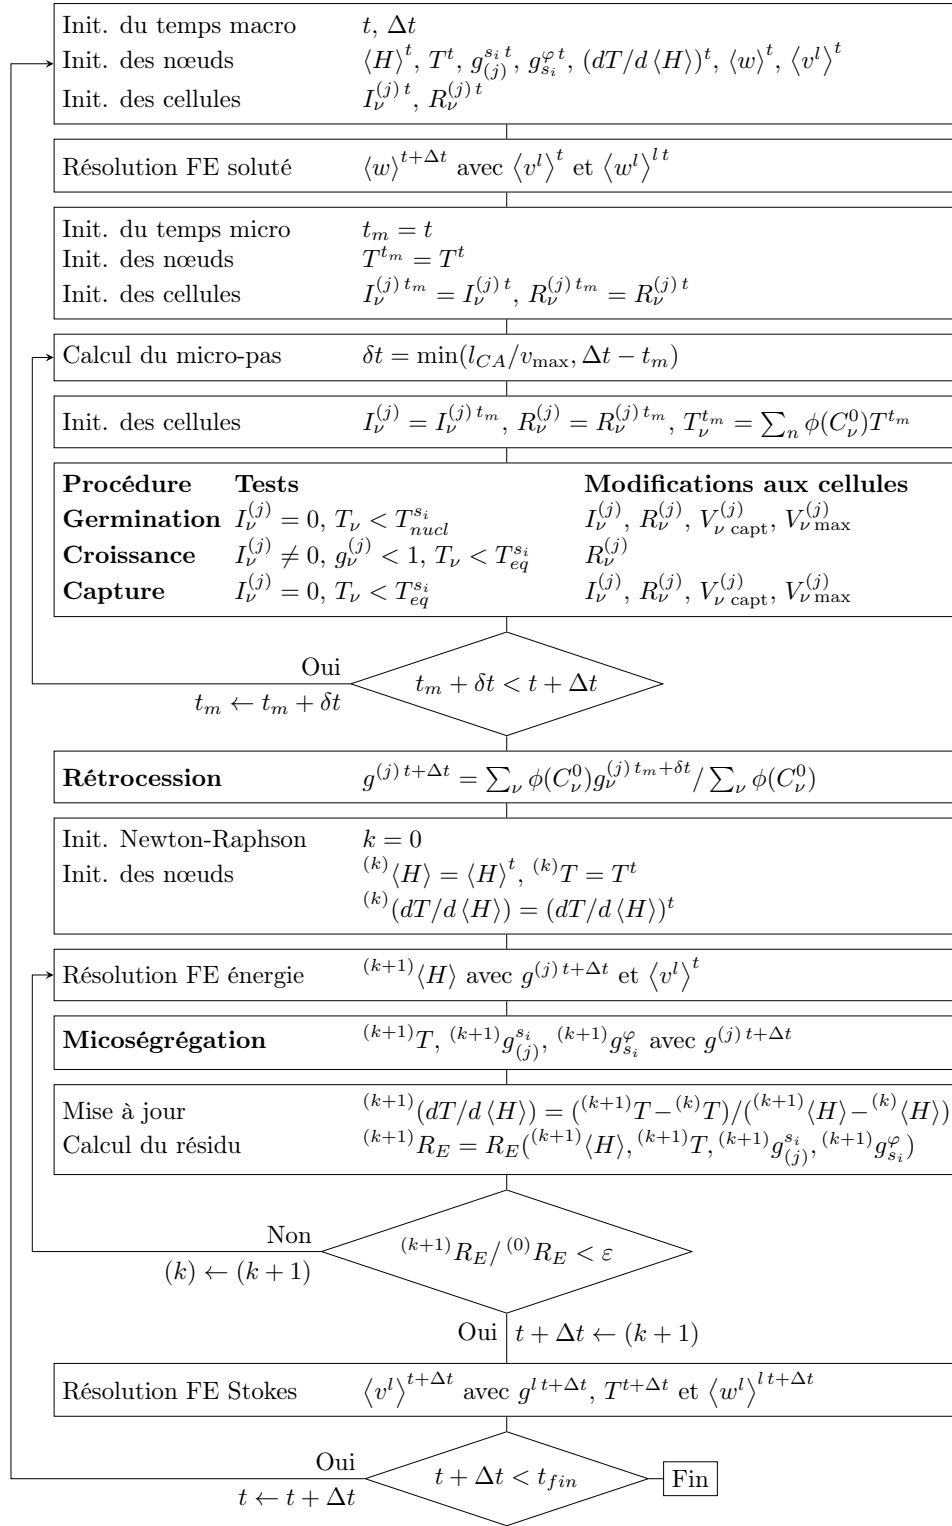 Init. du temps macro t, Δt
Init. des nœuds ⟨H⟩^t, T^t, g_{(j)}^{s_i t}, g_{s_i}^{φ t}, (dT/d⟨H⟩)^t, ⟨w⟩^t, ⟨v^l⟩^t
Init. des cellules I_ν^{(j) t}, R_ν^{(j) t}
Résolution FE soluté ⟨w⟩^{t+Δt} avec ⟨v^l⟩^t et ⟨w^l⟩^{l t}
Init. du temps micro t_m = t
Init. des nœuds T^{t_m} = T^t
Init. des cellules I_ν^{(j) t_m} = I_ν^{(j) t}, R_ν^{(j) t_m} = R_ν^{(j) t}
Calcul du micro-pas δt = min(l_{CA}/v_{max}, Δt − t_m)
Init. des cellules I_ν^{(j)} = I_ν^{(j) t_m}, R_ν^{(j)} = R_ν^{(j) t_m}, T_ν^{t_m} = ∑_n ϕ(C_ν^0)T^{t_m}
Procédure Tests Modifications aux cellules
Germination I_ν^{(j)} = 0, T_ν < T_{nucl}^{s_i} I_ν^{(j)}, R_ν^{(j)}, V_{ν capt}^{(j)}, V_{ν max}^{(j)}
Croissance I_ν^{(j)} ≠ 0, g_ν^{(j)} < 1, T_ν < T_{eq}^{s_i} R_ν^{(j)}
Capture I_ν^{(j)} = 0, T_ν < T_{eq}^{s_i} I_ν^{(j)}, R_ν^{(j)}, V_{ν capt}^{(j)}, V_{ν max}^{(j)}
Oui
t_m + δt < t + Δt
t_m ← t_m + δt
Rétrocession g^{(j) t+Δt} = ∑_ν ϕ(C_ν^0)g_ν^{(j) t_m+δt}/ ∑_ν ϕ(C_ν^0)
Init. Newton-Raphson k = 0
Init. des nœuds ^{(k)}⟨H⟩ = ⟨H⟩^t, ^{(k)}T = T^t
^{(k)}(dT/d⟨H⟩) = (dT/d⟨H⟩)^t
Résolution FE énergie ^{(k+1)}⟨H⟩ avec g^{(j) t+Δt} et ⟨v^l⟩^t
Micoségrégation ^{(k+1)}T, ^{(k+1)}g_{(j)}^{s_i}, ^{(k+1)}g_{s_i}^φ avec g^{(j) t+Δt}
Mise à jour ^{(k+1)}(dT/d⟨H⟩) = (^{(k+1)}T−^{(k)}T)/(^{(k+1)}⟨H⟩−^{(k)}⟨H⟩)
Calcul du résidu ^{(k+1)}R_E = R_E(^{(k+1)}⟨H⟩, ^{(k+1)}T, ^{(k+1)}g_{(j)}^{s_i}, ^{(k+1)}g_{s_i}^φ)
Non
^{(k+1)}R_E/^{(0)}R_E < ε
(k) ← (k + 1)
Oui t + Δt ← (k + 1)
Résolution FE Stokes ⟨v^l⟩^{t+Δt} avec g^{l t+Δt}, T^{t+Δt} et ⟨w^l⟩^{l t+Δt}
Oui
t + Δt < t_{fin} Fin
t ← t + Δt